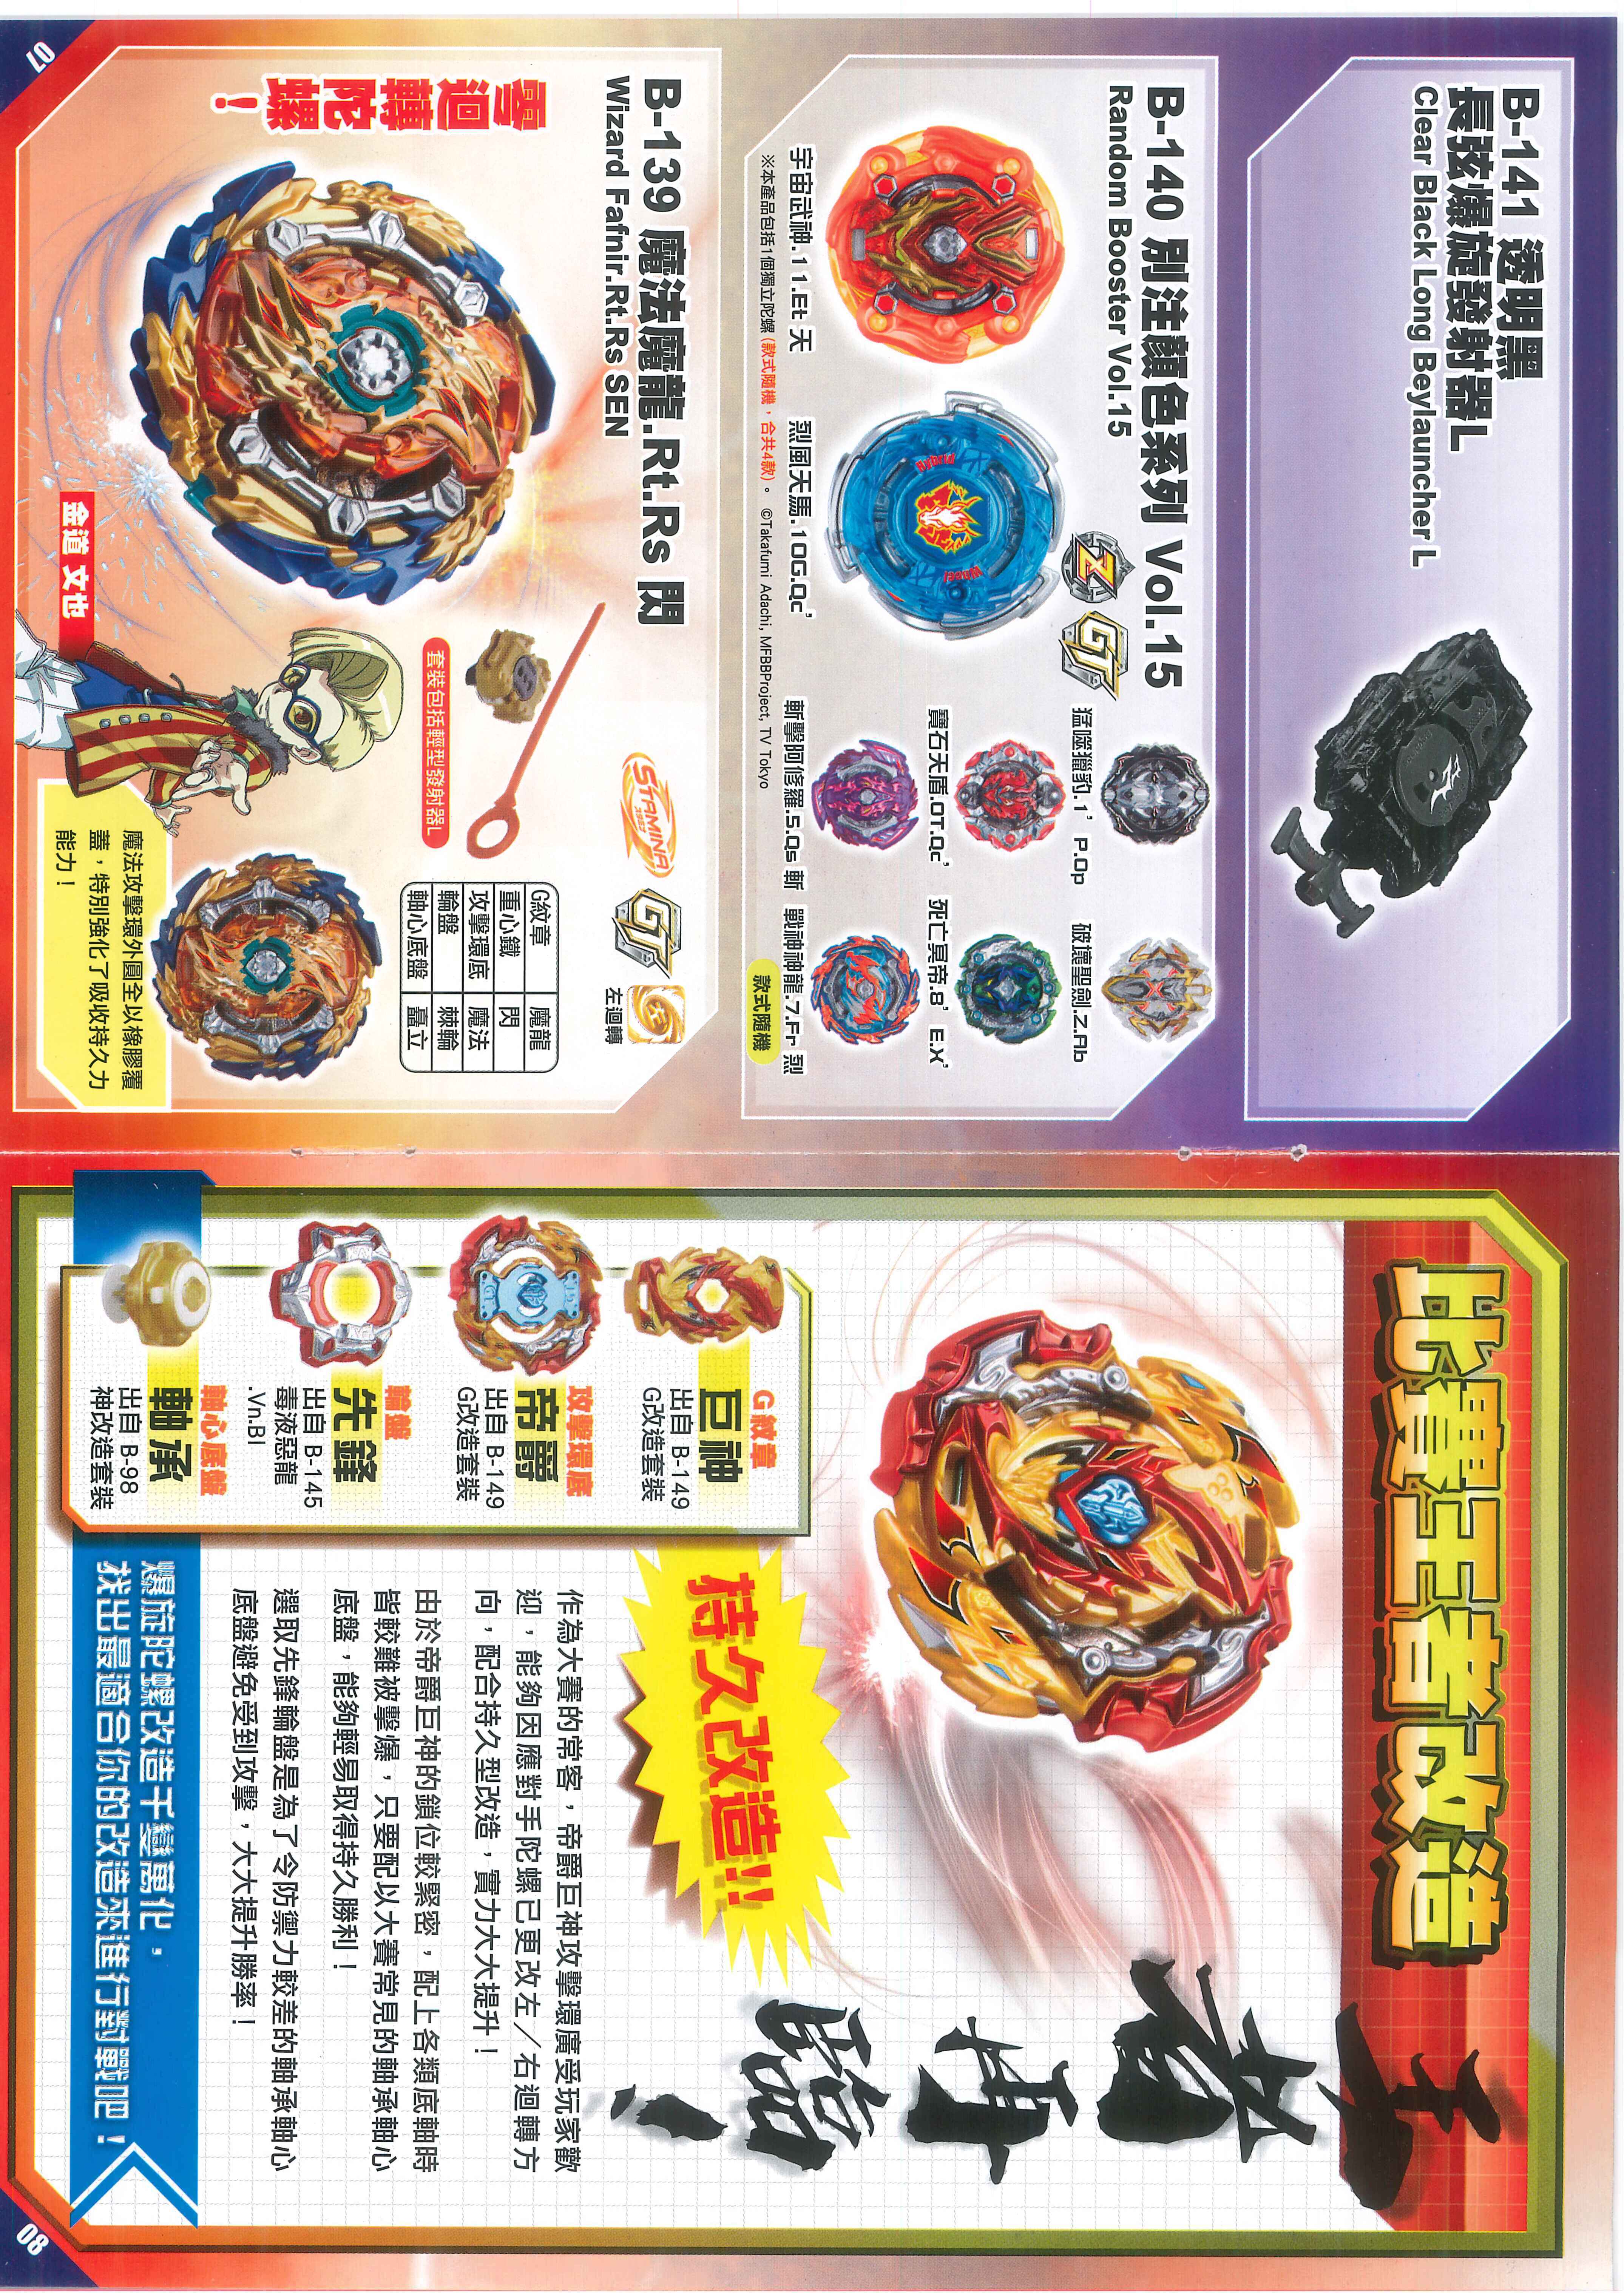 B-141 透明黑
長弦爆旋發射器L
Clear Black Long Beylauncher L
B-140 別注顏色系列 Vol.15
Random Booster Vol.15
Z
GT
猛噬獵豹.1’ P.Op
破壞聖劍.Z.Ab
寶石天盾.0T.Qc’
死亡冥帝.8’ E.X’
斬擊阿修羅.5.Qs 斬
戰神神龍.7.Fr 烈
宇宙武神.11.Et 天
烈風天馬.10G.Qc’
※本產品包括1個獨立陀螺 (款式隨機，合共4款)。 ©Takafumi Adachi, MFBBProject, TV Tokyo
款式隨機
B-139 魔法魔龍.Rt.Rs 閃
Wizard Fafnir.Rt.Rs SEN
STAMINA
スタミナ
GT
左
左迴轉
零迴轉陀螺！
套裝包括輕型發射器L
G紋章 魔龍
重心鐵 閃
攻擊環底 魔法
輪盤 棘輪
軸心底盤 矗立
金道 文也
魔法攻擊環外圓全以橡膠覆
蓋，特別強化了吸收持久力
能力！
07
比賽王者改造
王者再臨！
持久改造!!
G紋章
巨神
出自 B-149
G改造套裝
攻擊環底
帝爵
出自 B-149
G改造套裝
輪盤
先鋒
出自 B-145
毒液惡龍
.Vn.Bl
軸心底盤
軸承
出自 B-98
神改造套裝
作為大賽的常客，帝爵巨神攻擊環廣受玩家歡
迎，能夠因應對手陀螺已更改左／右迴轉方
向，配合持久型改造，實力大大提升！
由於帝爵巨神的鎖位較緊密，配上各類底軸時
皆較難被擊爆，只要配以大賽常見的軸承軸心
底盤，能夠輕易取得持久勝利！
選取先鋒輪盤是為了令防禦力較差的軸承軸心
底盤避免受到攻擊，大大提升勝率！
爆旋陀螺改造千變萬化，
找出最適合你的改造來進行對戰吧！
08